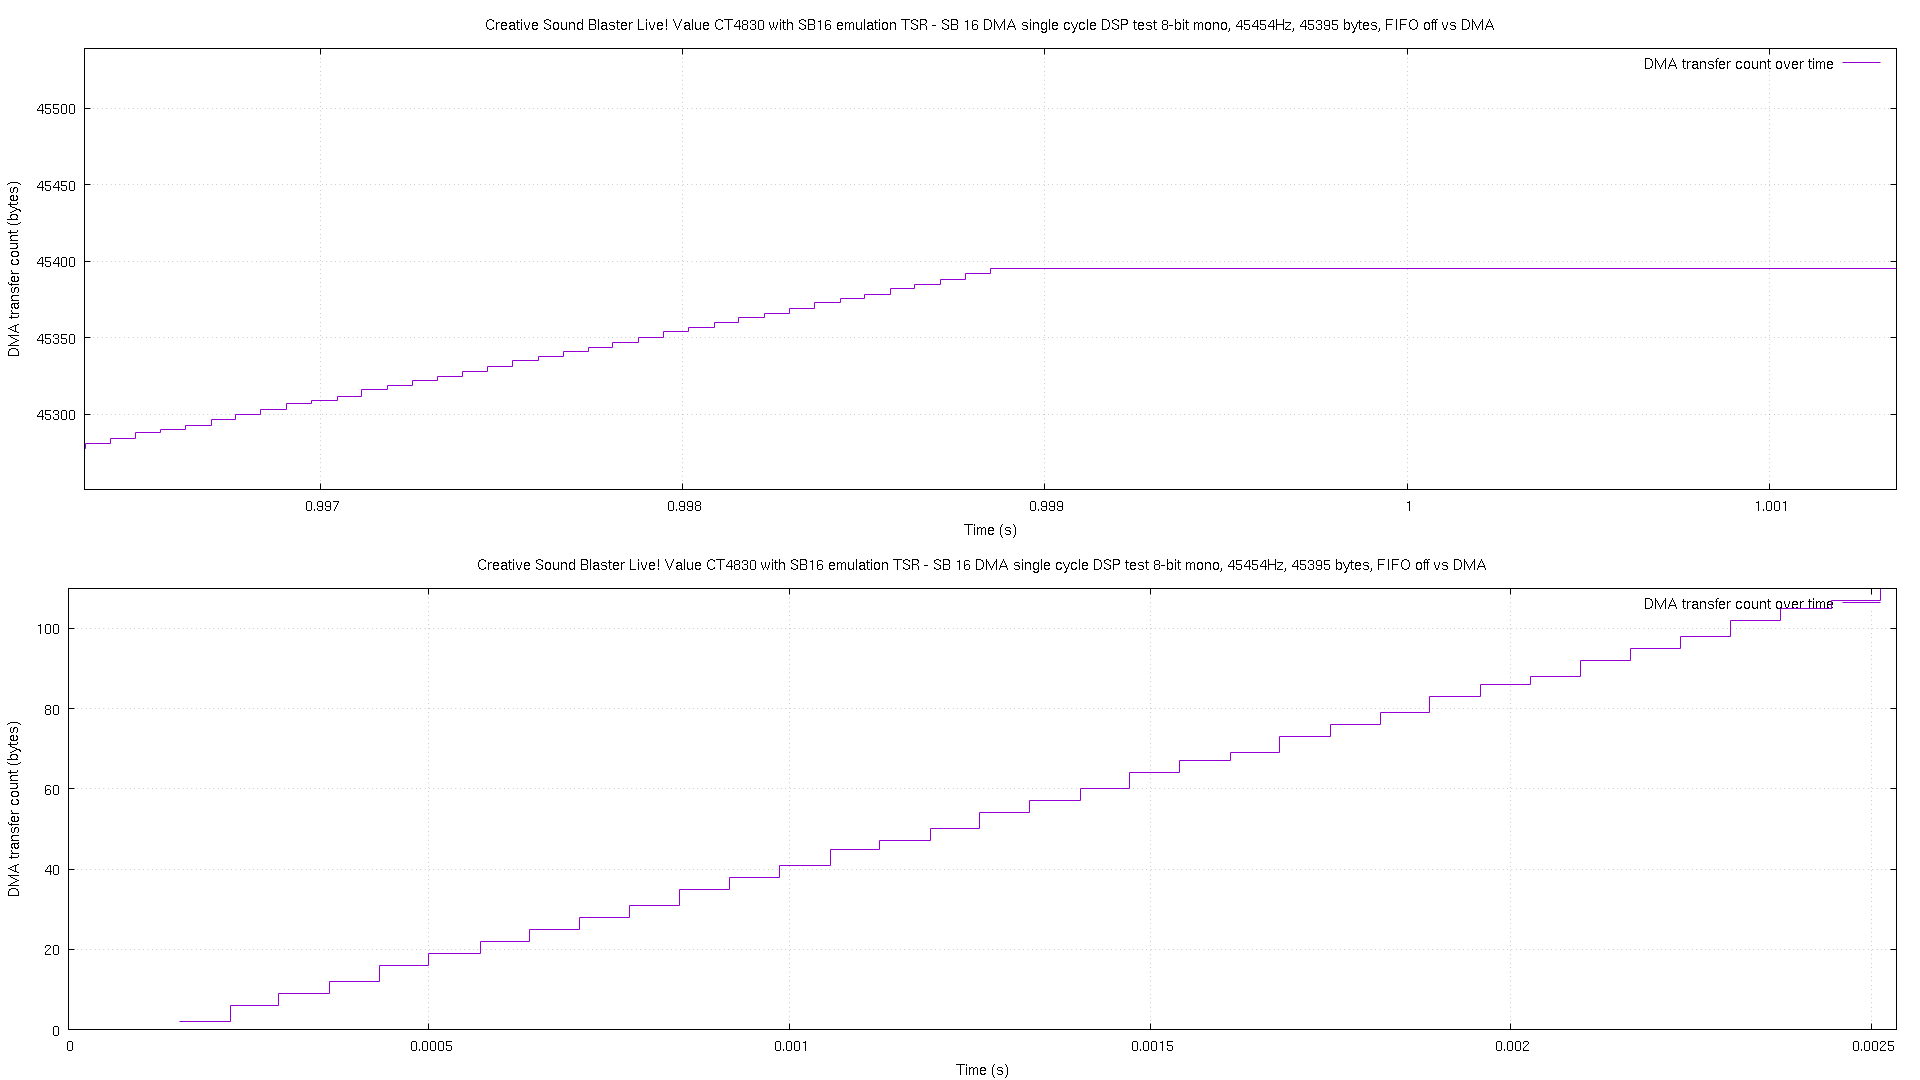 Creative Sound Blaster Live! Value CT4830 with SB16 emulation TSR - SB 16 DMA single cycle DSP test 8-bit mono, 45454Hz, 45395 bytes, FIFO off vs DMA
DMA transfer count over time
45500
45450
45400
45350
45300
DMA transfer count (bytes)
0.997 0.998 0.999 1 1.001
Time (s)
Creative Sound Blaster Live! Value CT4830 with SB16 emulation TSR - SB 16 DMA single cycle DSP test 8-bit mono, 45454Hz, 45395 bytes, FIFO off vs DMA
DMA transfer count over time
100
80
60
40
20
0
DMA transfer count (bytes)
0 0.0005 0.001 0.0015 0.002 0.0025
Time (s)